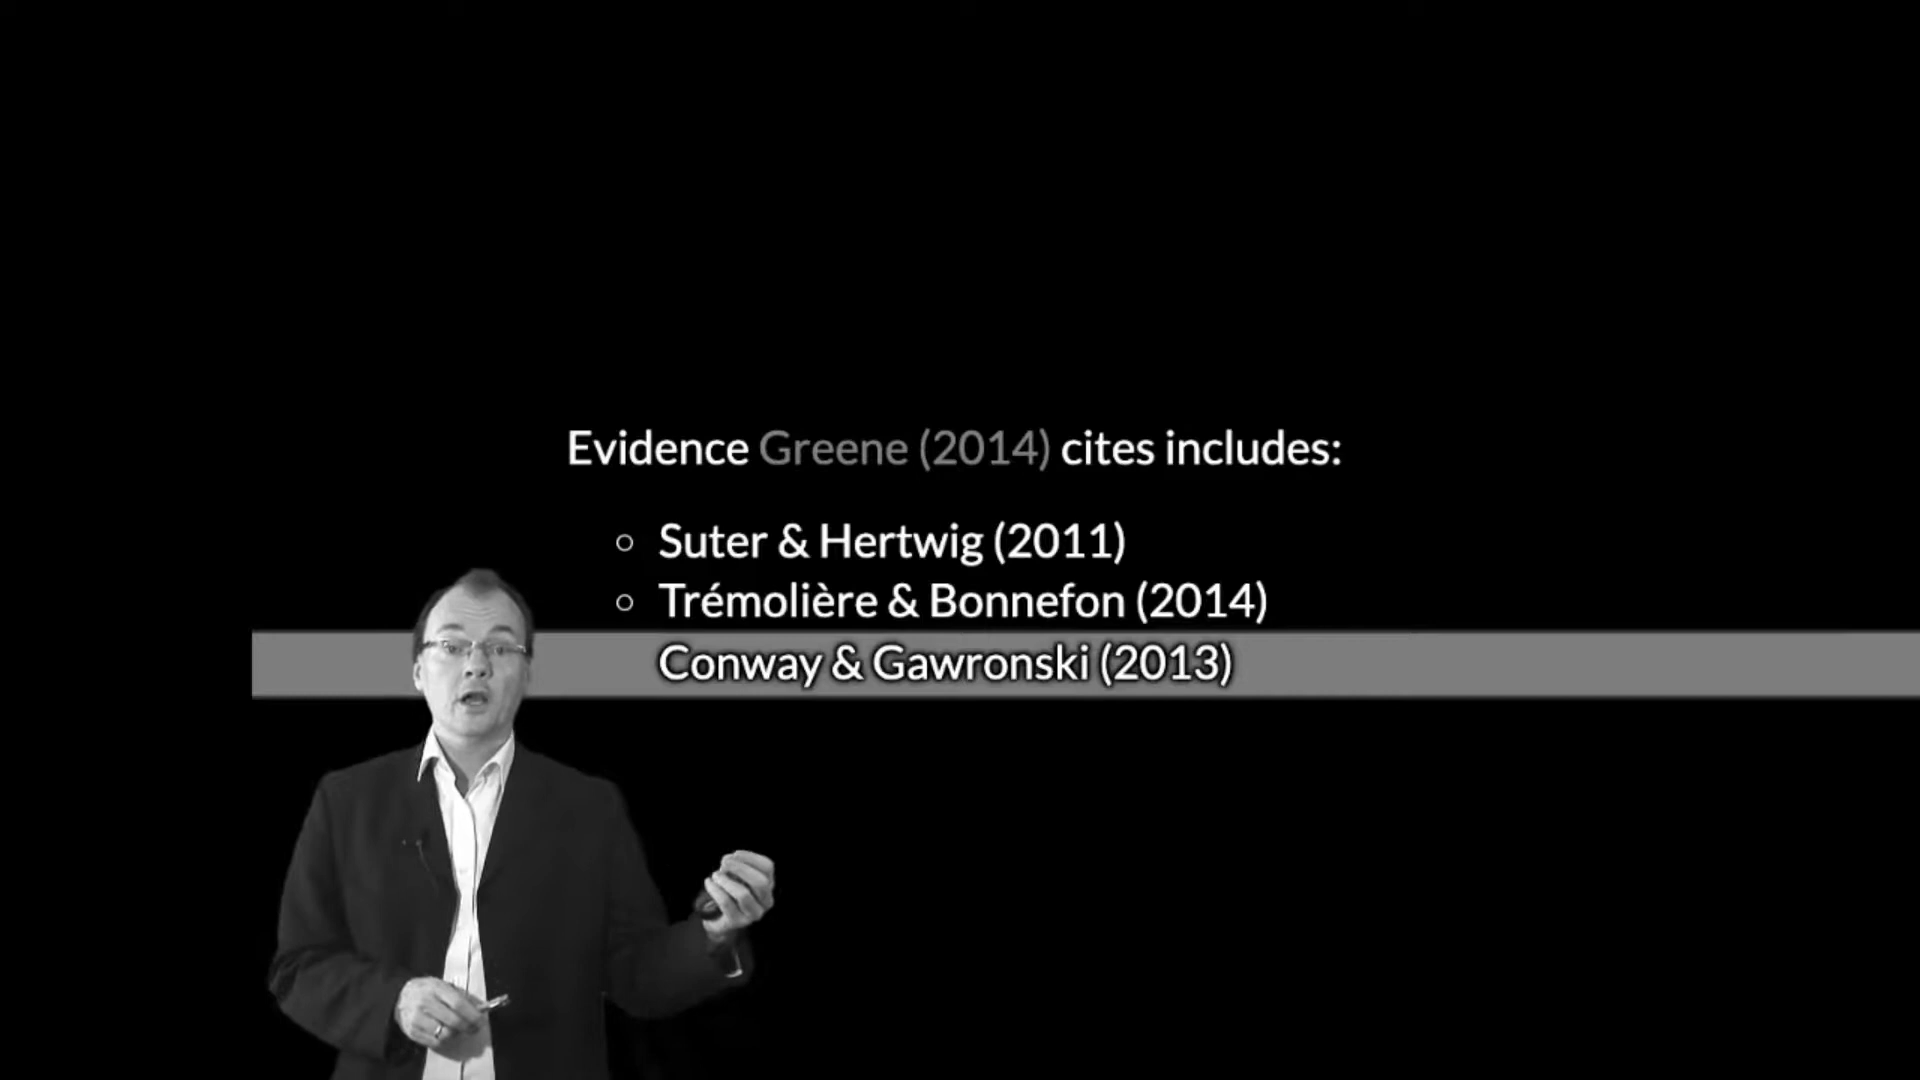 Evidence Greene (2014) cites includes:
◦ Suter & Hertwig (2011)
◦ Trémolière & Bonnefon (2014)
Conway & Gawronski (2013)